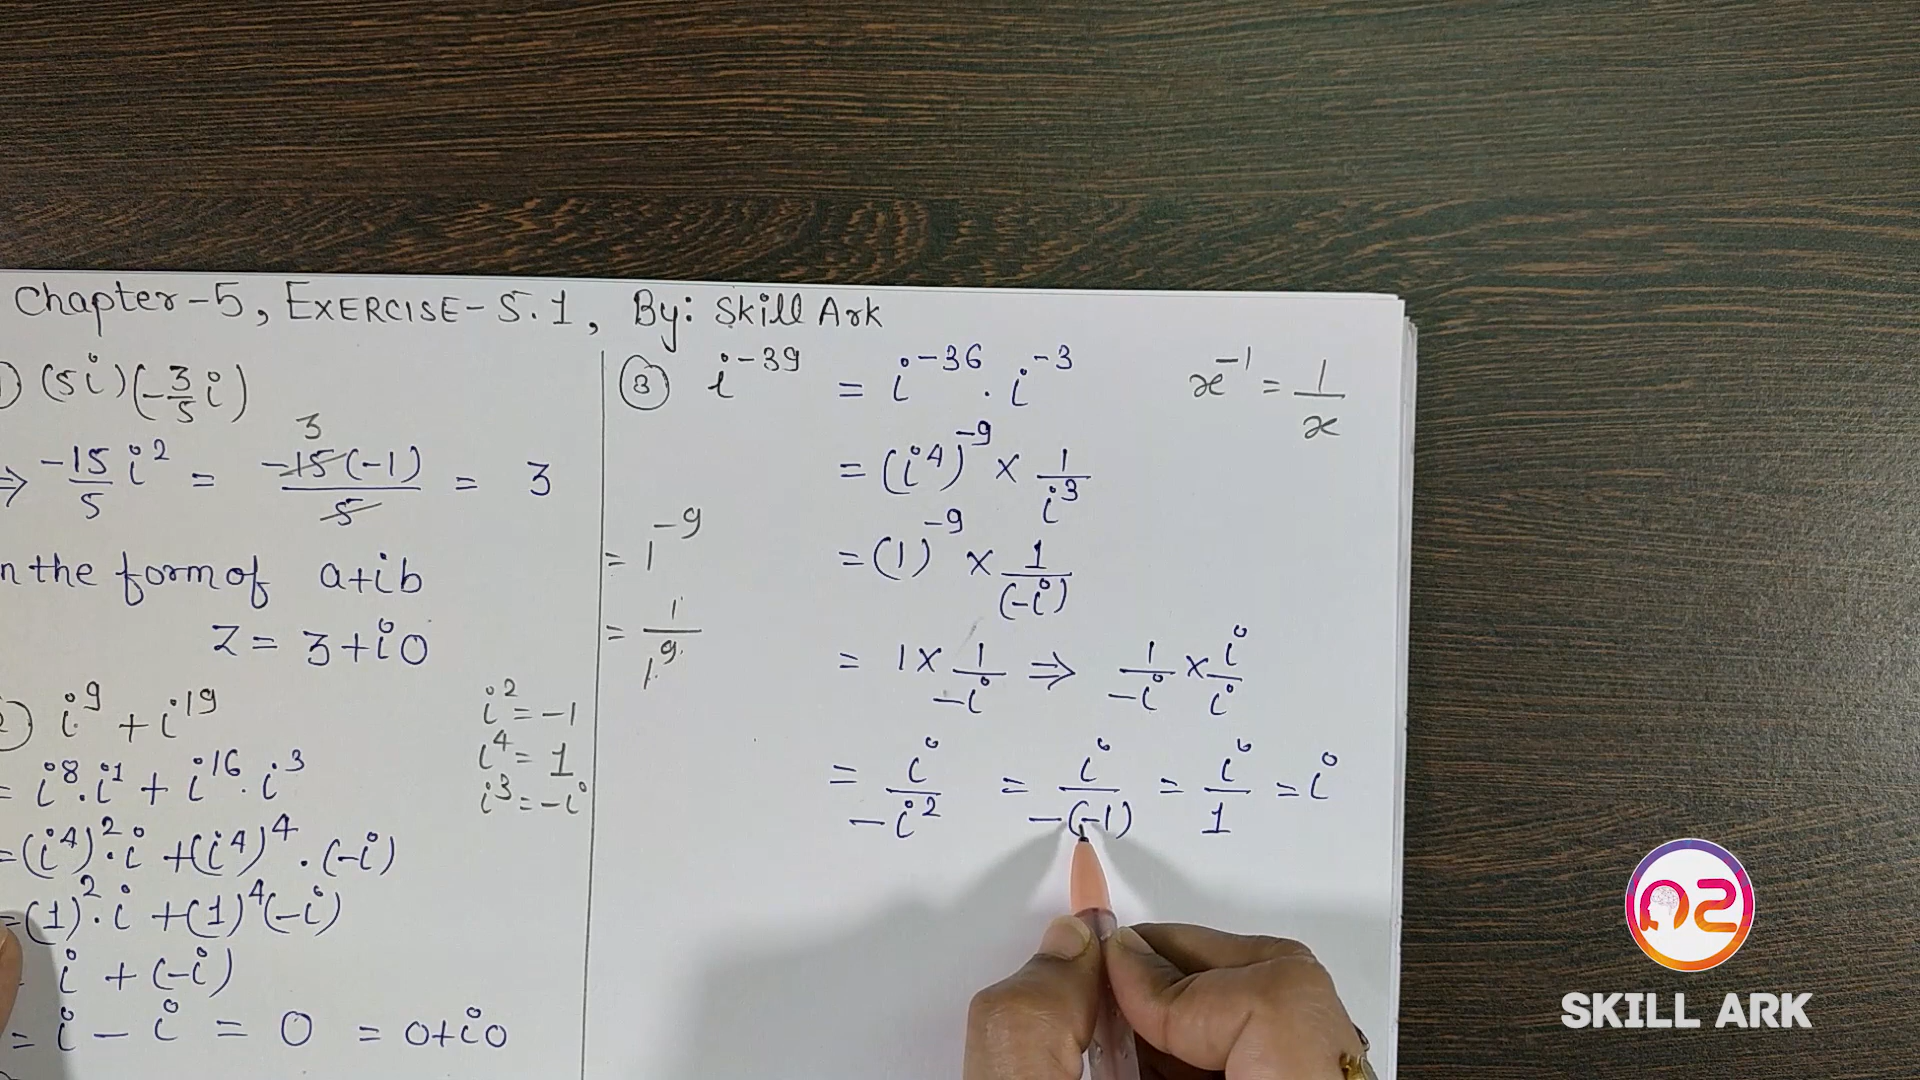 Chapter-5, EXERCISE-5.1, By: Skill Ark
(5i)(-3/5 i)
⇒ -15/5 i² = -15(-1)/5 = 3
3
n the form of a+ib
Z = 3+i0
i⁹ + i¹⁹
i² = -1
i⁴ = 1
i³ = -i
= i⁸·i¹ + i¹⁶·i³
= (i⁴)²·i + (i⁴)⁴·(-i)
= (1)²·i + (1)⁴(-i)
i + (-i)
= i - i = 0 = 0+i0
③ i⁻³⁹ = i⁻³⁶·i⁻³
x⁻¹ = 1/x
= (i⁴)⁻⁹ × 1/i³
= 1⁻⁹
= (1)⁻⁹ × 1/(-i)
= 1/1⁹
= 1 × 1/-i ⇒ 1/-i × i/i
= i/-i² = i/-(-1) = i/1 = i
SKILL ARK